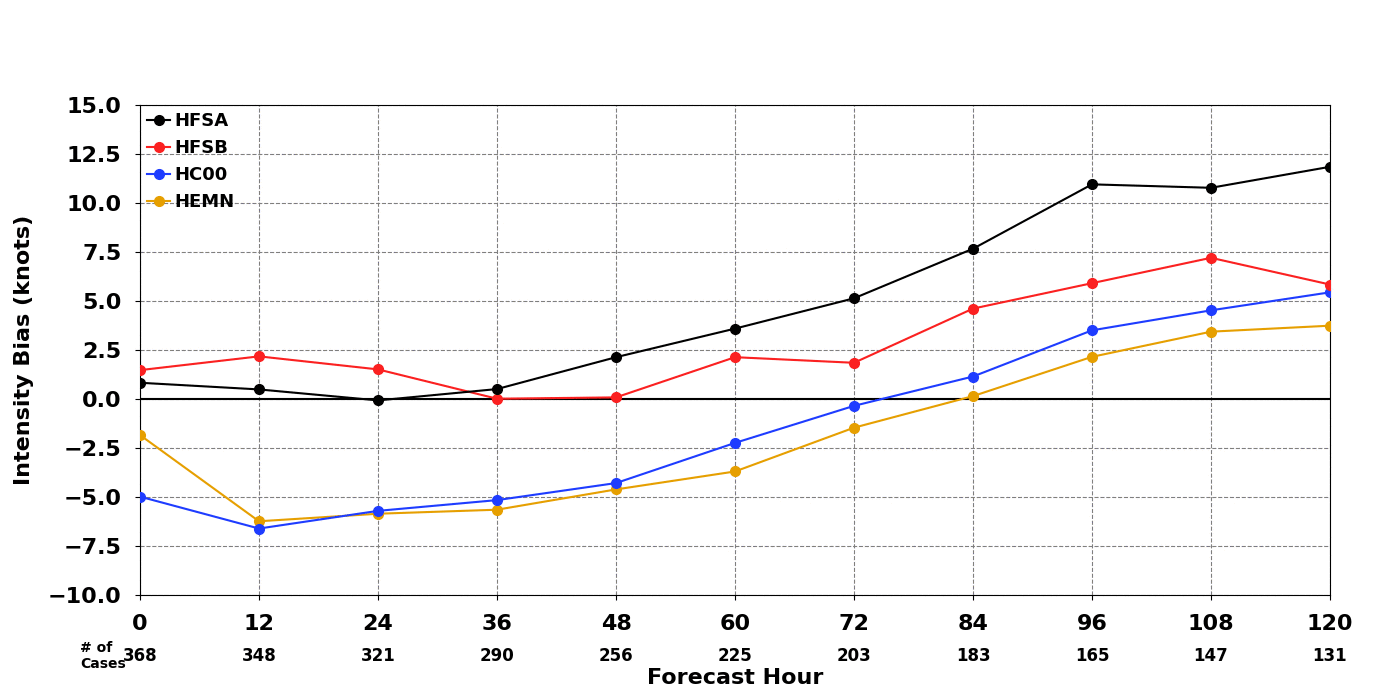 15.0
12.5
10.0
7.5
5.0
2.5
0.0
−2.5
−5.0
−7.5
−10.0
Intensity Bias (knots)
HFSA
HFSB
HC00
HEMN
0 12 24 36 48 60 72 84 96 108 120
# of
Cases
368 348 321 290 256 225 203 183 165 147 131
Forecast Hour